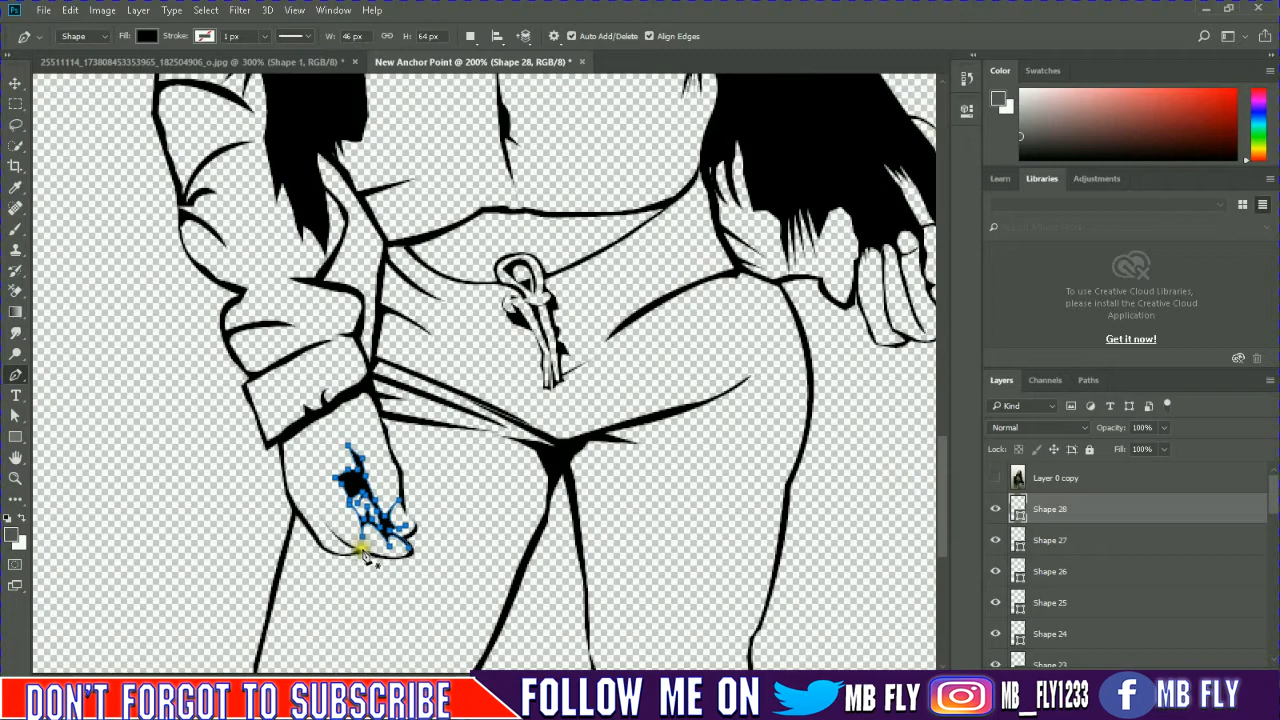 Ps File Edit Image Layer Type Select Filter 3D View Window Help
Shape Fill: Stroke: 1 px W: 46 px H: 64 px Auto Add/Delete Align Edges
25511114_173808453353965_182504906_o.jpg @ 300% (Shape 1, RGB/8) * × New Anchor Point @ 200% (Shape 28, RGB/8) * ×
Color Swatches
Learn Libraries Adjustments
To use Creative Cloud Libraries,
please install the Creative Cloud
Application
Get it now!
Layers Channels Paths
Kind
Normal Opacity: 100%
Lock: Fill: 100%
Layer 0 copy
Shape 28
Shape 27
Shape 26
Shape 25
Shape 24
Shape 23
DON'T FORGOT TO SUBSCRIBE FOLLOW ME ON MB FLY MB__FLY1233 MB FLY